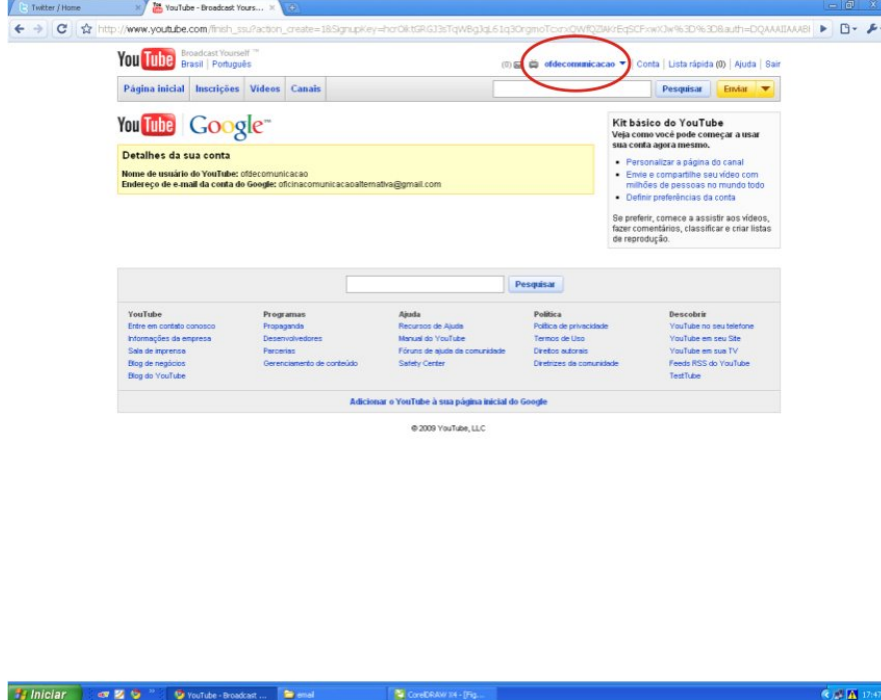 Twitter / Home
YouTube - Broadcast Yours...
http://www.youtube.com/finish_ssu?action_create=1&Signupkey=
YouTube Broadcast Yourself ™
Brasil | Português
(0) ofdecomunicacao Conta | Lista rápida (0) | Ajuda | Sair
Página inicial Inscrições Vídeos Canais Pesquisar Enviar
YouTube Google™
Detalhes da sua conta
Nome de usuário do YouTube: ofdecomunicacao
Endereço de e-mail da conta do Google: oficinacomunicacaoalternativa@gmail.com
Kit básico do YouTube
Veja como você pode começar a usar
sua conta agora mesmo.
Personalizar a página do canal
Envie e compartilhe seu vídeo com
milhões de pessoas no mundo todo
Definir preferências da conta
Se preferir, comece a assistir aos vídeos,
fazer comentários, classificar e criar listas
de reprodução.
Pesquisar
YouTube Programas Ajuda Política Descobrir
Entre em contato conosco Propaganda Recursos de Ajuda Política de privacidade YouTube no seu telefone
Informações da empresa Desenvolvedores Manual do YouTube Termos de Uso YouTube em seu Site
Sala de imprensa Parcerias Fóruns de ajuda da comunidade Direitos autorais YouTube em sua TV
Blog de negócios Gerenciamento de conteúdo Safety Center Diretrizes da comunidade Feeds RSS do YouTube
Blog do YouTube TestTube
Adicionar o YouTube à sua página inicial do Google
© 2009 YouTube, LLC
Iniciar YouTube - Broadcast ... email CorelDRAW X4 - [Fig... 17:47